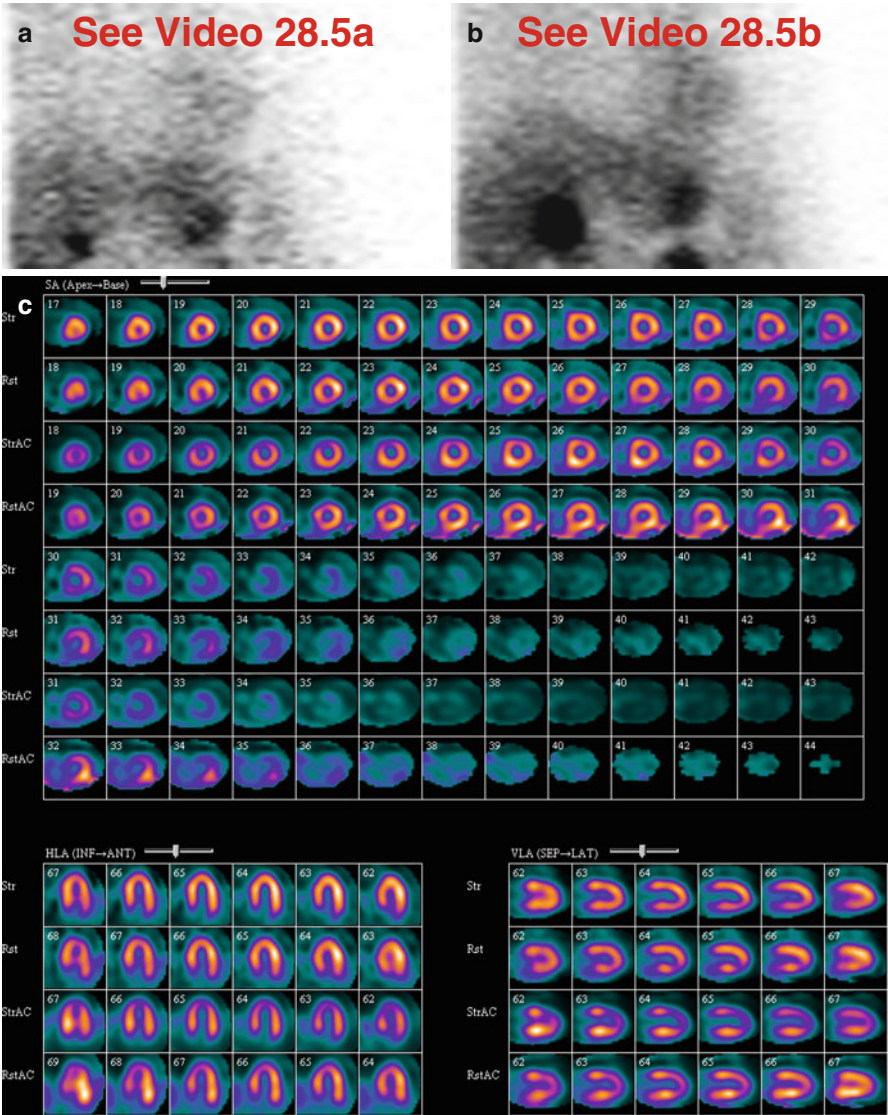 a See Video 28.5a
b See Video 28.5b
c
SA (Apex→Base)
Str 17 18 19 20 21 22 23 24 25 26 27 28 29
Rst 18 19 20 21 22 23 24 25 26 27 28 29 30
StrAC 18 19 20 21 22 23 24 25 26 27 28 29 30
RstAC 19 20 21 22 23 24 25 26 27 28 29 30 31
Str 30 31 32 33 34 35 36 37 38 39 40 41 42
Rst 31 32 33 34 35 36 37 38 39 40 41 42 43
StrAC 31 32 33 34 35 36 37 38 39 40 41 42 43
RstAC 32 33 34 35 36 37 38 39 40 41 42 43 44
HLA (INF→ANT)
Str 67 66 65 64 63 62
Rst 68 67 66 65 64 63
StrAC 67 66 65 64 63 62
RstAC 69 68 67 66 65 64
VLA (SEP→LAT)
Str 62 63 64 65 66 67
Rst 62 63 64 65 66 67
StrAC 62 63 64 65 66 67
RstAC 62 63 64 65 66 67